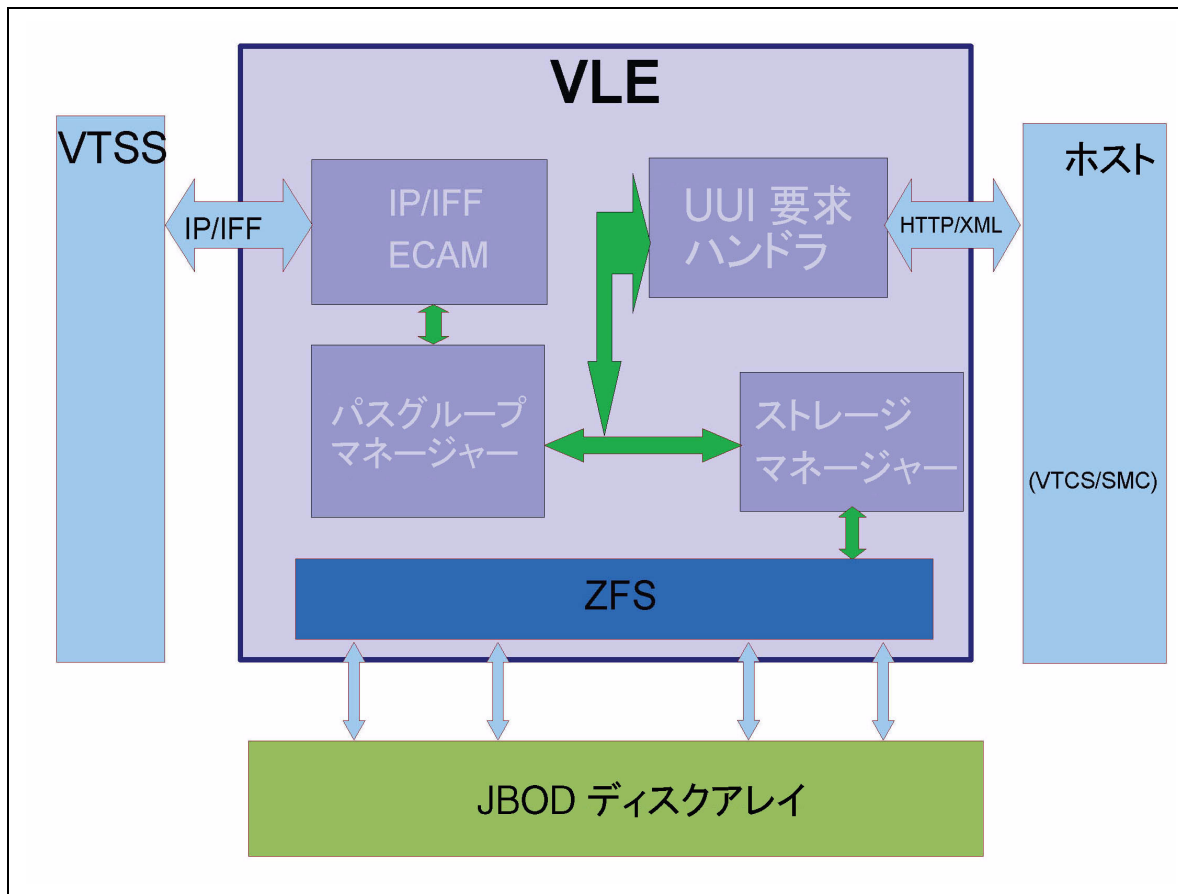 VLE
VTSS
ホスト
IP/IFF
IP/IFF
ECAM
UUI 要求
ハンドラ
HTTP/XML
パスグループ
マネージャー
ストレージ
マネージャー
(VTCS/SMC)
ZFS
JBOD ディスクアレイ